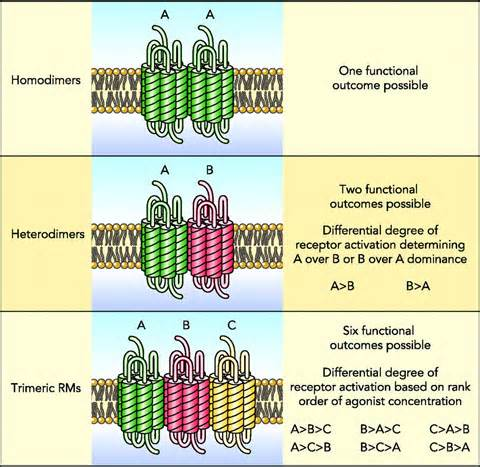 A A
Homodimers
One functional
outcome possible
A B
Heterodimers
Two functional
outcomes possible
Differential degree of
receptor activation determining
A over B or B over A dominance
A>B B>A
A B C
Trimeric RMs
Six functional
outcomes possible
Differential degree of
receptor activation based on rank
order of agonist concentration
A>B>C B>A>C C>A>B
A>C>B B>C>A C>B>A